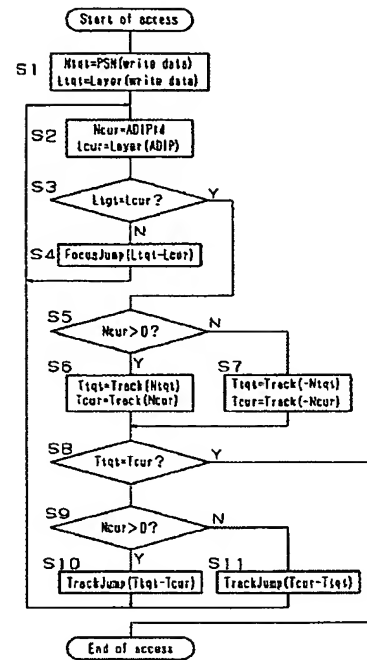 Start of access
S1
Ntgt=PSN(write data)
Ltgt=Layer(write data)
S2
Ncur=ADIP*4
Lcur=Layer(ADIP)
S3
Ltgt=Lcur?
Y
N
S4
FocusJump(Ltgt-Lcur)
S5
Ncur>0?
N
Y
S6
Ttgt=Track(Ntgt)
Tcur=Track(Ncur)
S7
Ttgt=Track(-Ntgt)
Tcur=Track(-Ncur)
S8
Ttgt=Tcur?
Y
S9
Ncur>0?
N
Y
S10
TrackJump(Ttgt-Tcur)
S11
TrackJump(Tcur-Ttgt)
End of access